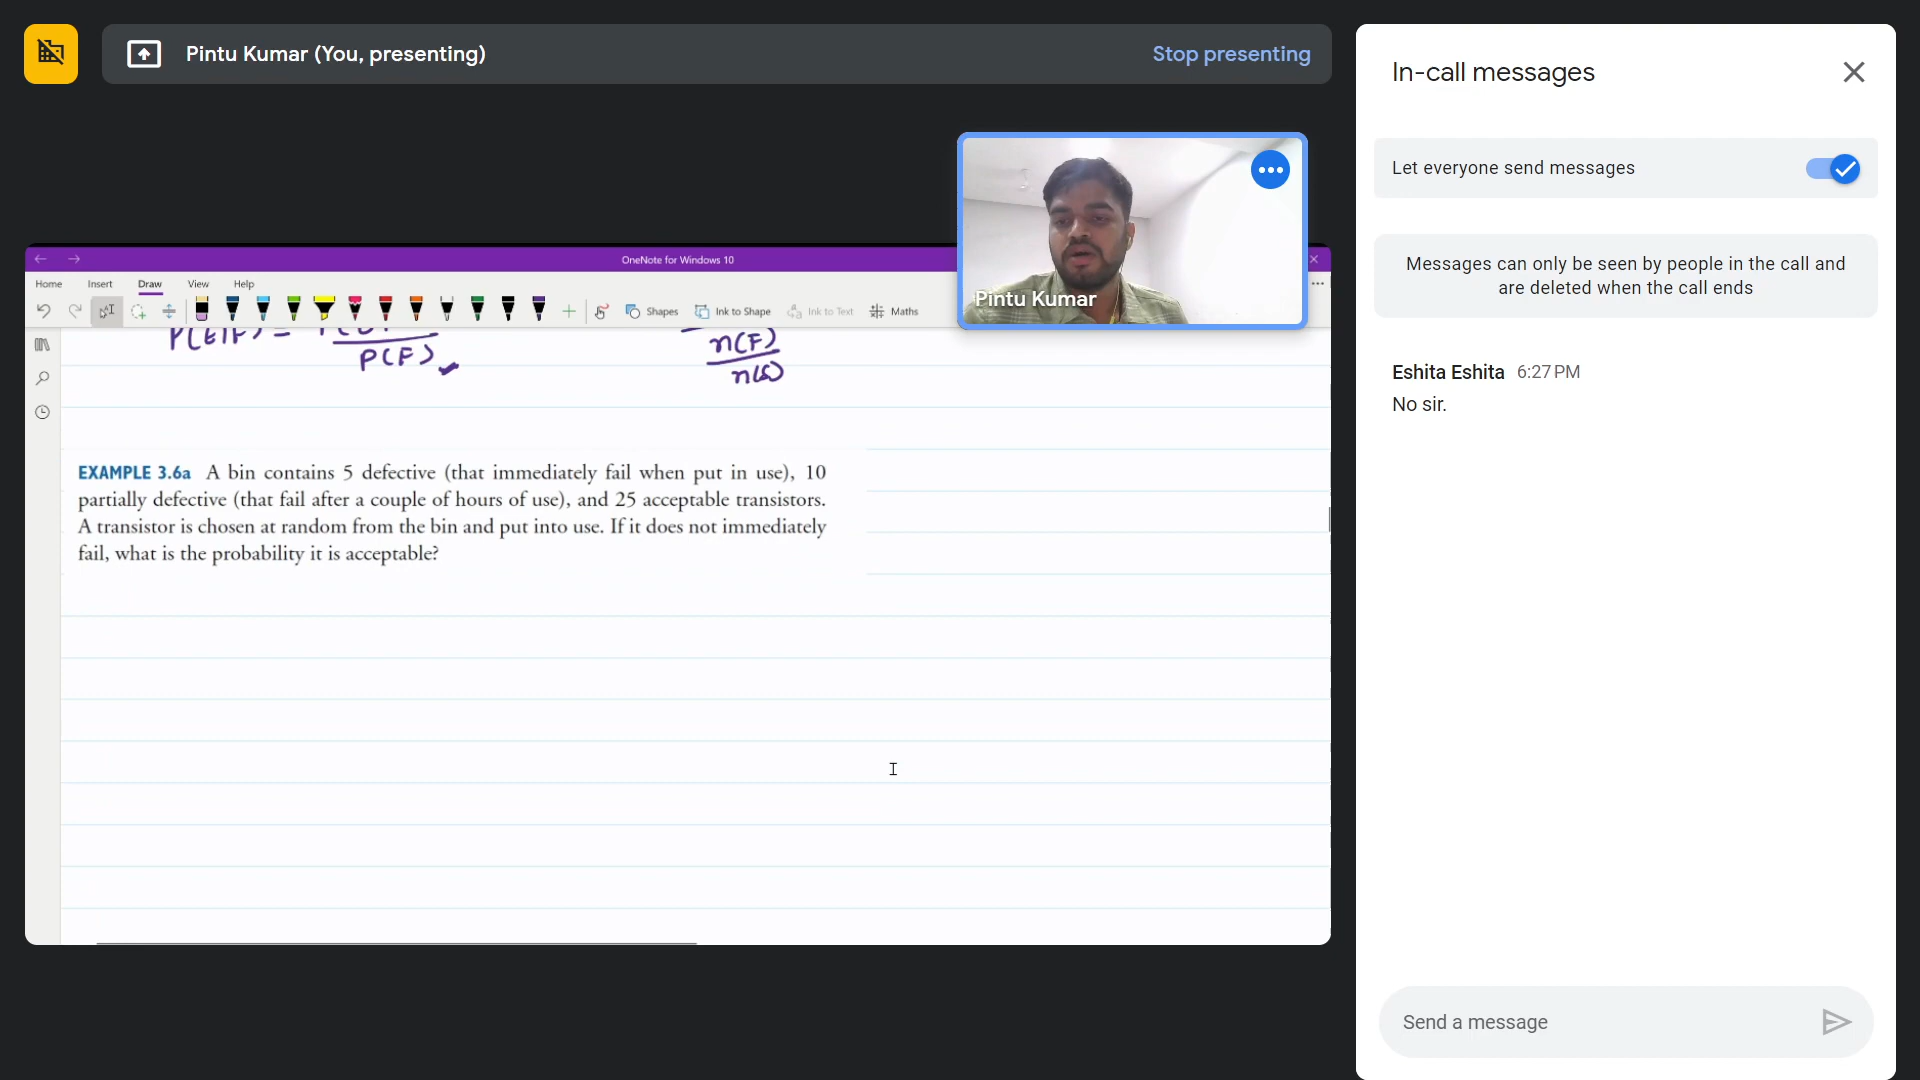 Pintu Kumar (You, presenting)
Stop presenting
In-call messages
Let everyone send messages
Messages can only be seen by people in the call and
are deleted when the call ends
Eshita Eshita 6:27 PM
No sir.
Send a message
Pintu Kumar
OneNote for Windows 10
Home Insert Draw View Help
Shapes Ink to Shape Ink to Text Maths
P(E|F) =
P(F)
n(F)
n(S)
EXAMPLE 3.6a A bin contains 5 defective (that immediately fail when put in use), 10
partially defective (that fail after a couple of hours of use), and 25 acceptable transistors.
A transistor is chosen at random from the bin and put into use. If it does not immediately
fail, what is the probability it is acceptable?